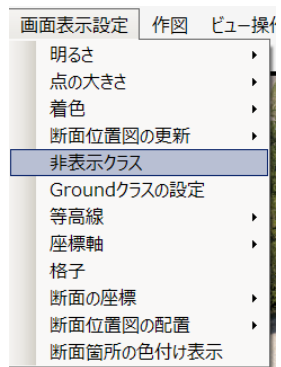 画面表示設定 作図 ビュー操作
明るさ
点の大きさ
着色
断面位置図の更新
非表示クラス
Groundクラスの設定
等高線
座標軸
格子
断面の座標
断面位置図の配置
断面箇所の色付け表示